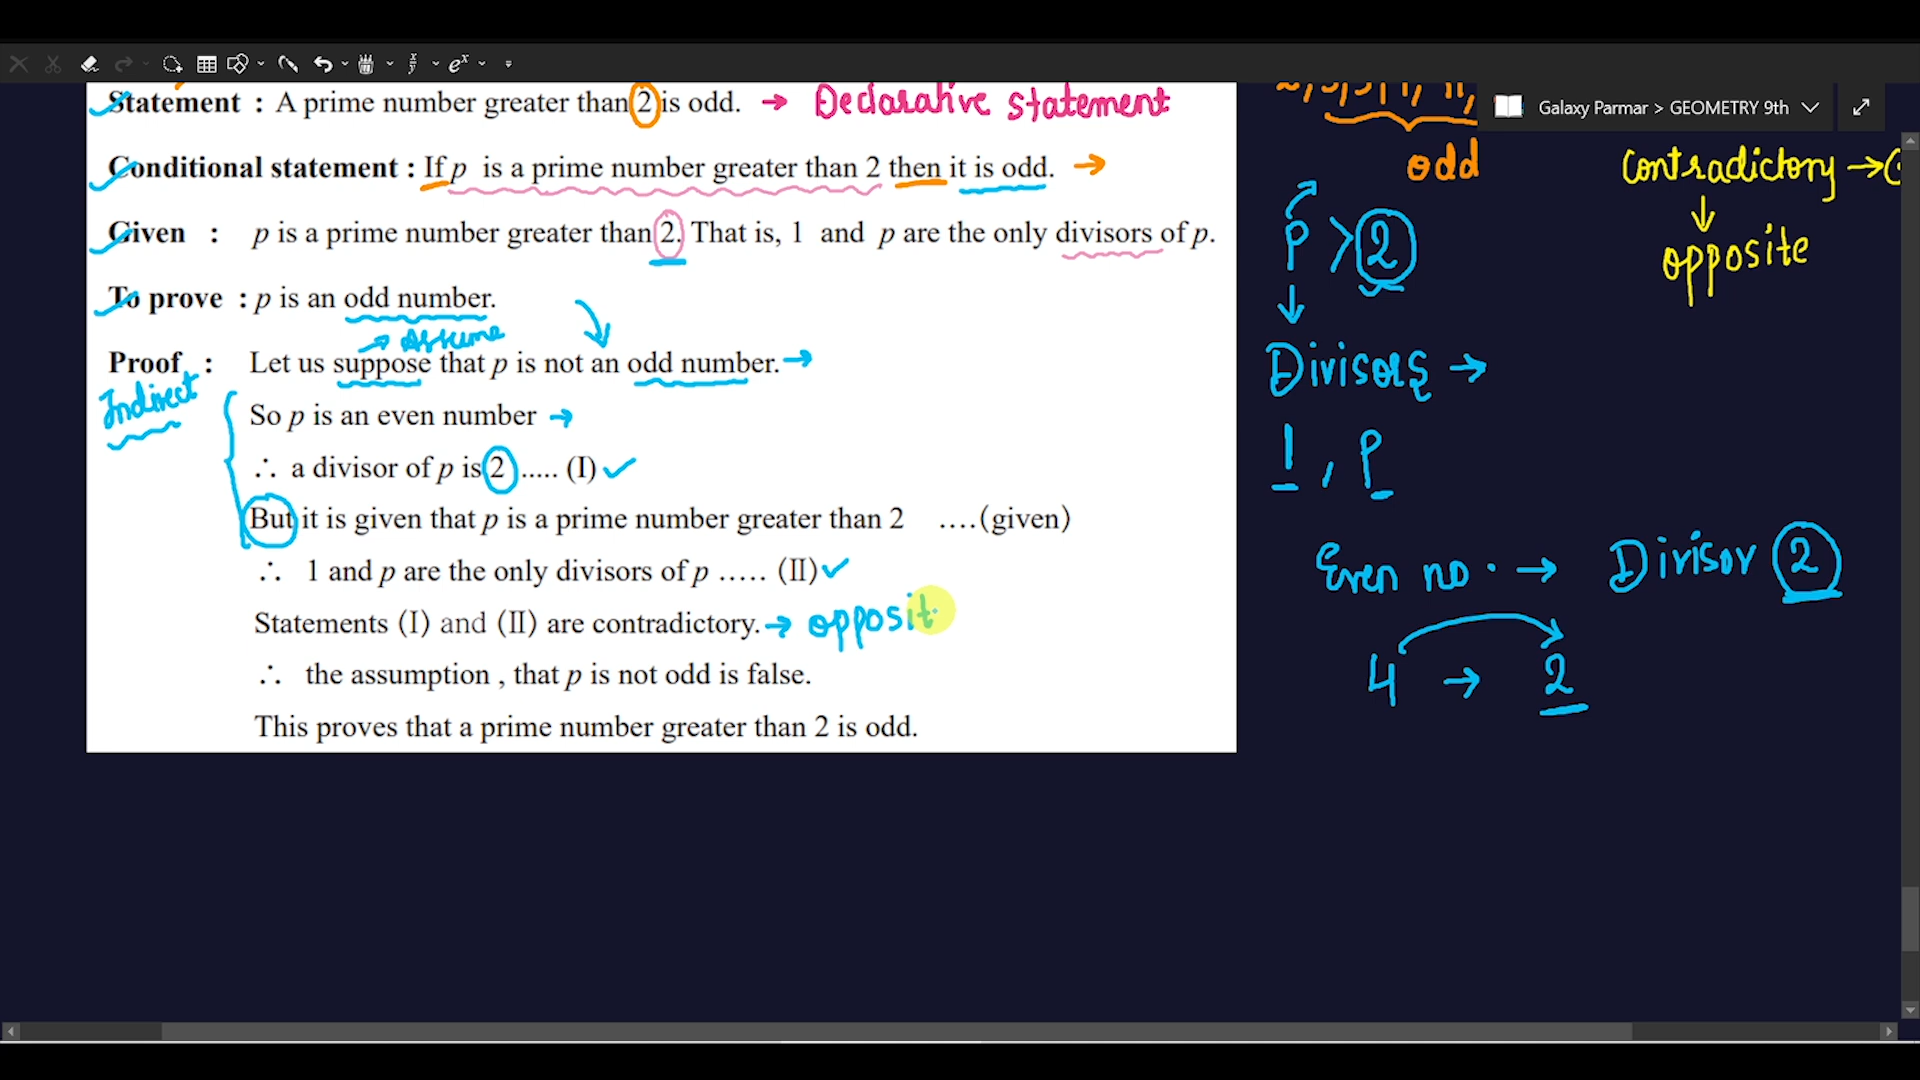 Statement : A prime number greater than 2 is odd. → Declarative statement
Galaxy Parmar > GEOMETRY 9th
Conditional statement : If p is a prime number greater than 2 then it is odd. →
odd
Contradictory →
opposite
Given : p is a prime number greater than 2. That is, 1 and p are the only divisors of p.
p > 2
To prove : p is an odd number.
→ Assume
Proof : Let us suppose that p is not an odd number. →
Indirect
Divisors →
So p is an even number →
1 , p
∴ a divisor of p is 2 ..... (I)
But it is given that p is a prime number greater than 2 ....(given)
Even no. → Divisor 2
∴ 1 and p are the only divisors of p ..... (II)
Statements (I) and (II) are contradictory. → opposit
4 → 2
∴ the assumption , that p is not odd is false.
This proves that a prime number greater than 2 is odd.